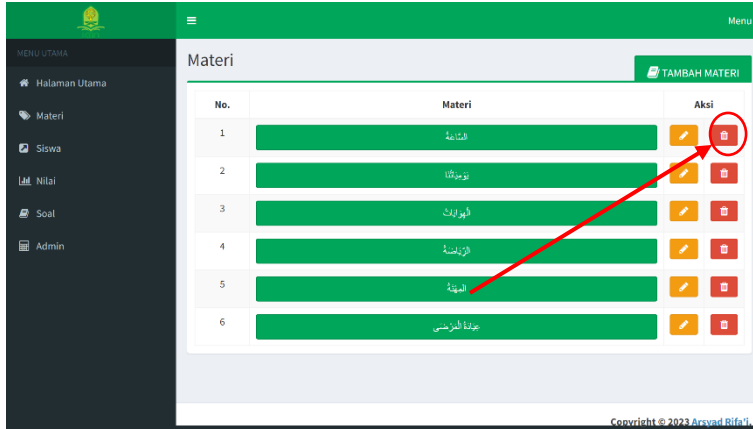 Menu
MENU UTAMA
Halaman Utama
Materi
Siswa
Nilai
Soal
Admin
Materi
TAMBAH MATERI
No. Materi Aksi
1 السَّاعَةُ
2 يَوْمِيَّاتُنَا
3 الْهِوَايَاتُ
4 الرِّيَاضَةُ
5 المِهْنَةُ
6 عِيَادَةُ الْمَرْضَى
Copyright © 2023 Arsyad Rifa'i.